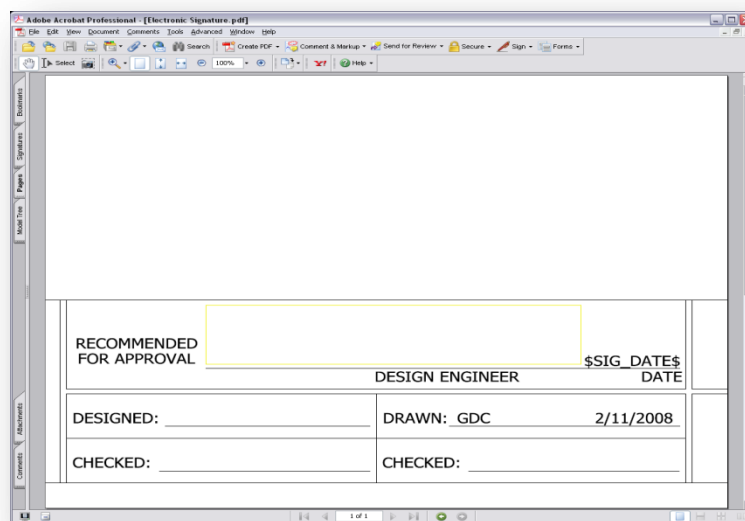 Adobe Acrobat Professional - [Electronic Signature.pdf]
File Edit View Document Comments Tools Advanced Window Help
Search Create PDF Comment & Markup Send for Review Secure Sign Forms
Select 100% Y! Help
Bookmarks
Signatures
Pages
Model Tree
Attachments
Comments
RECOMMENDED
FOR APPROVAL
$SIG_DATE$
DESIGN ENGINEER DATE
DESIGNED: DRAWN: GDC 2/11/2008
CHECKED: CHECKED:
1 of 1